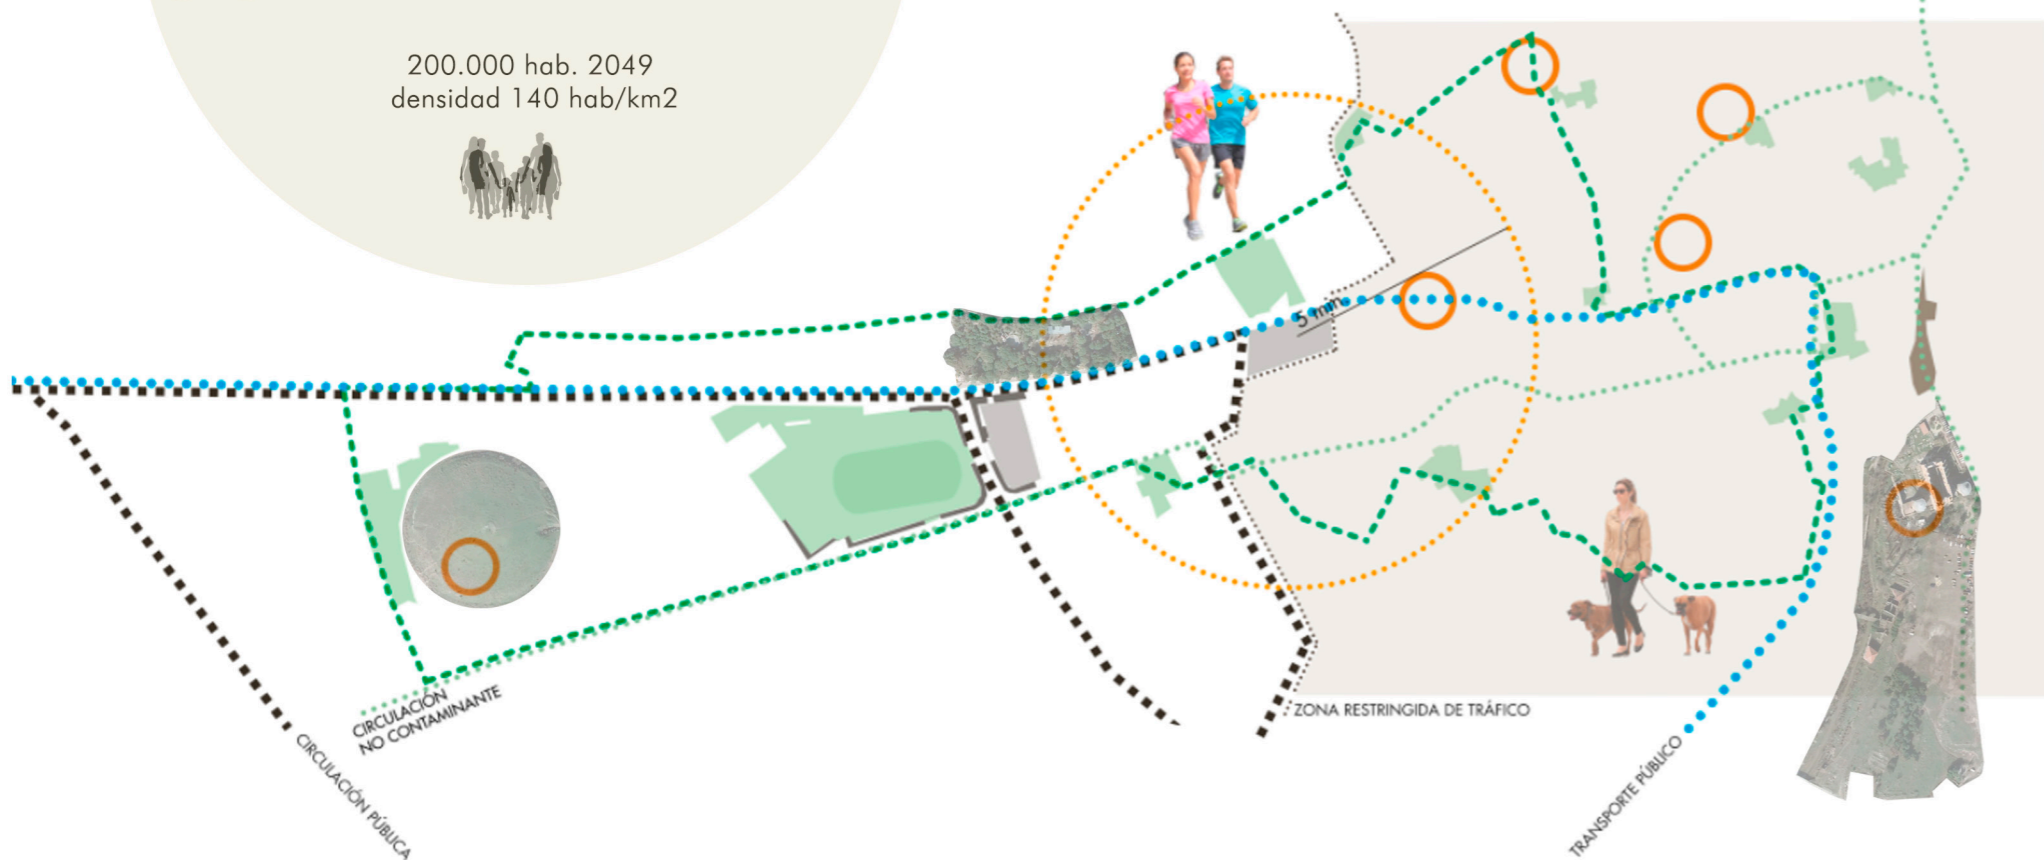 200.000 hab. 2049
densidad 140 hab/km2
5 mm.
CIRCULACIÓN
NO CONTAMINANTE
CIRCULACIÓN PÚBLICA
ZONA RESTRINGIDA DE TRÁFICO
TRANSPORTE PÚBLICO